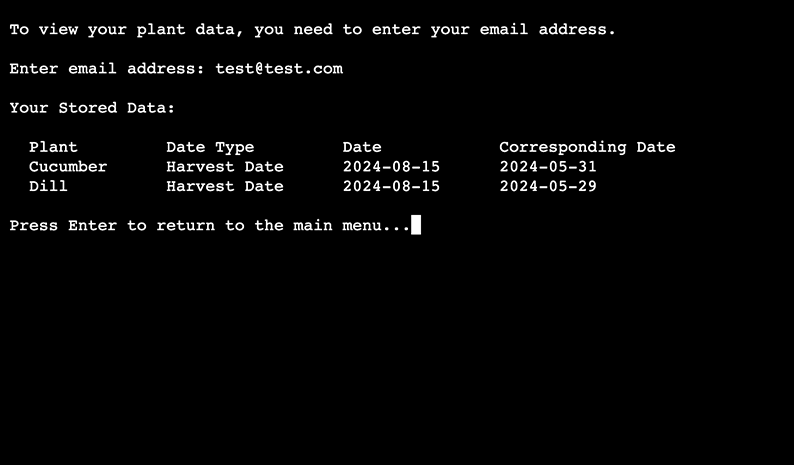 To view your plant data, you need to enter your email address.
Enter email address: test@test.com
Your Stored Data:
Plant Date Type Date Corresponding Date
Cucumber Harvest Date 2024-08-15 2024-05-31
Dill Harvest Date 2024-08-15 2024-05-29
Press Enter to return to the main menu...